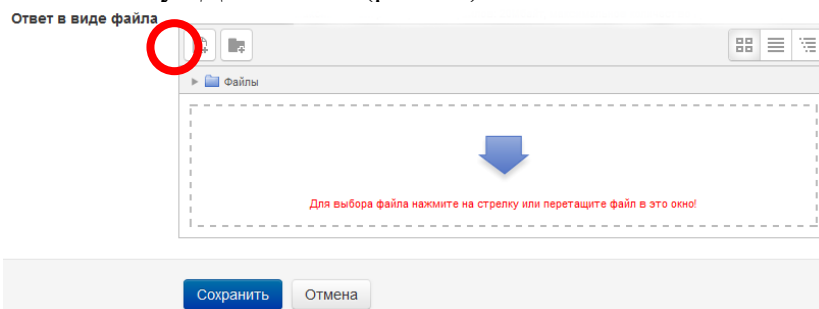 Ответ в виде файла
Файлы
Для выбора файла нажмите на стрелку или перетащите файл в это окно!
Сохранить Отмена